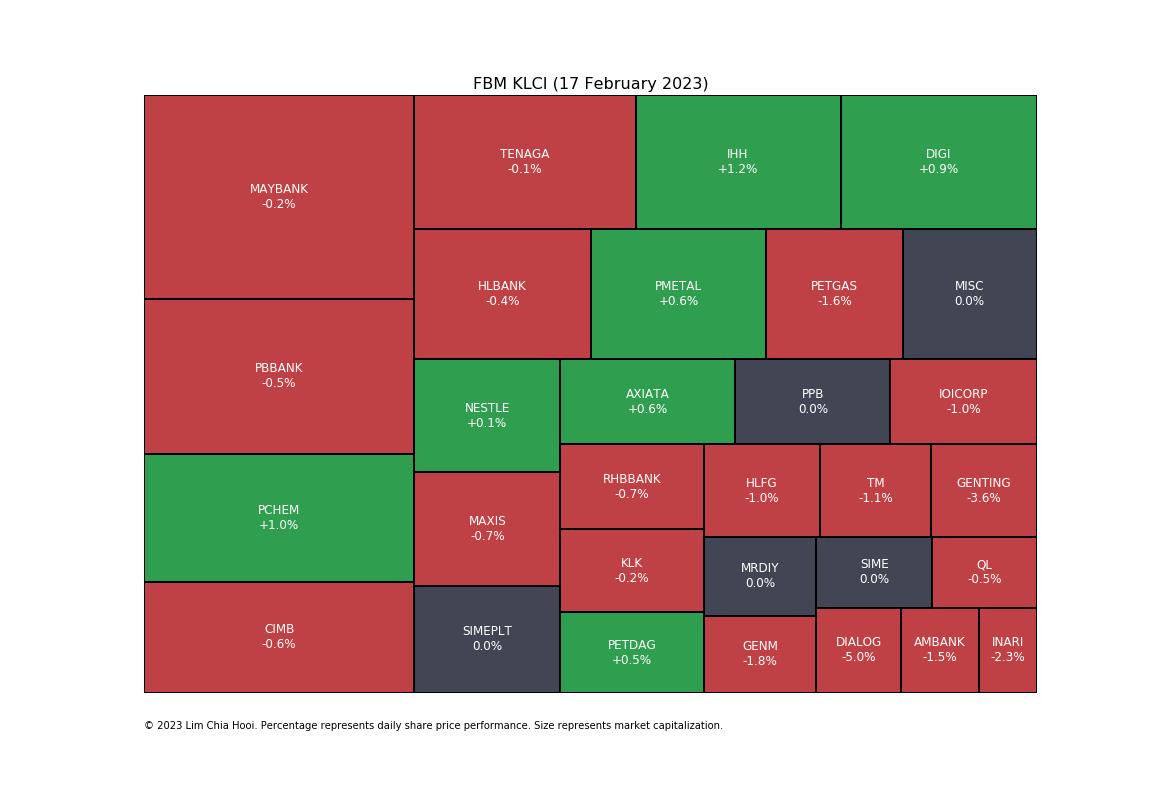 FBM KLCI (17 February 2023)
MAYBANK
-0.2%
PBBANK
-0.5%
PCHEM
+1.0%
CIMB
-0.6%
TENAGA
-0.1%
IHH
+1.2%
DIGI
+0.9%
HLBANK
-0.4%
PMETAL
+0.6%
PETGAS
-1.6%
MISC
0.0%
NESTLE
+0.1%
MAXIS
-0.7%
SIMEPLT
0.0%
AXIATA
+0.6%
PPB
0.0%
IOICORP
-1.0%
RHBBANK
-0.7%
KLK
-0.2%
PETDAG
+0.5%
HLFG
-1.0%
TM
-1.1%
GENTING
-3.6%
MRDIY
0.0%
GENM
-1.8%
SIME
0.0%
QL
-0.5%
DIALOG
-5.0%
AMBANK
-1.5%
INARI
-2.3%
© 2023 Lim Chia Hooi. Percentage represents daily share price performance. Size represents market capitalization.